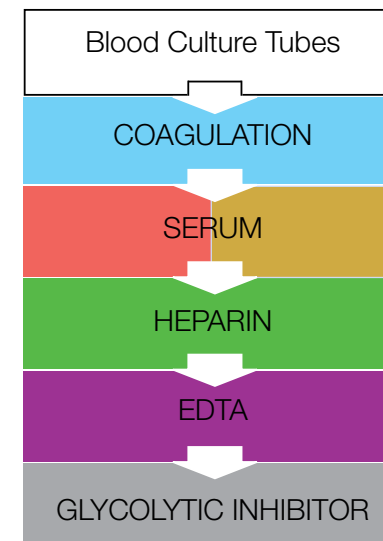 Blood Culture Tubes
COAGULATION
SERUM
HEPARIN
EDTA
GLYCOLYTIC INHIBITOR